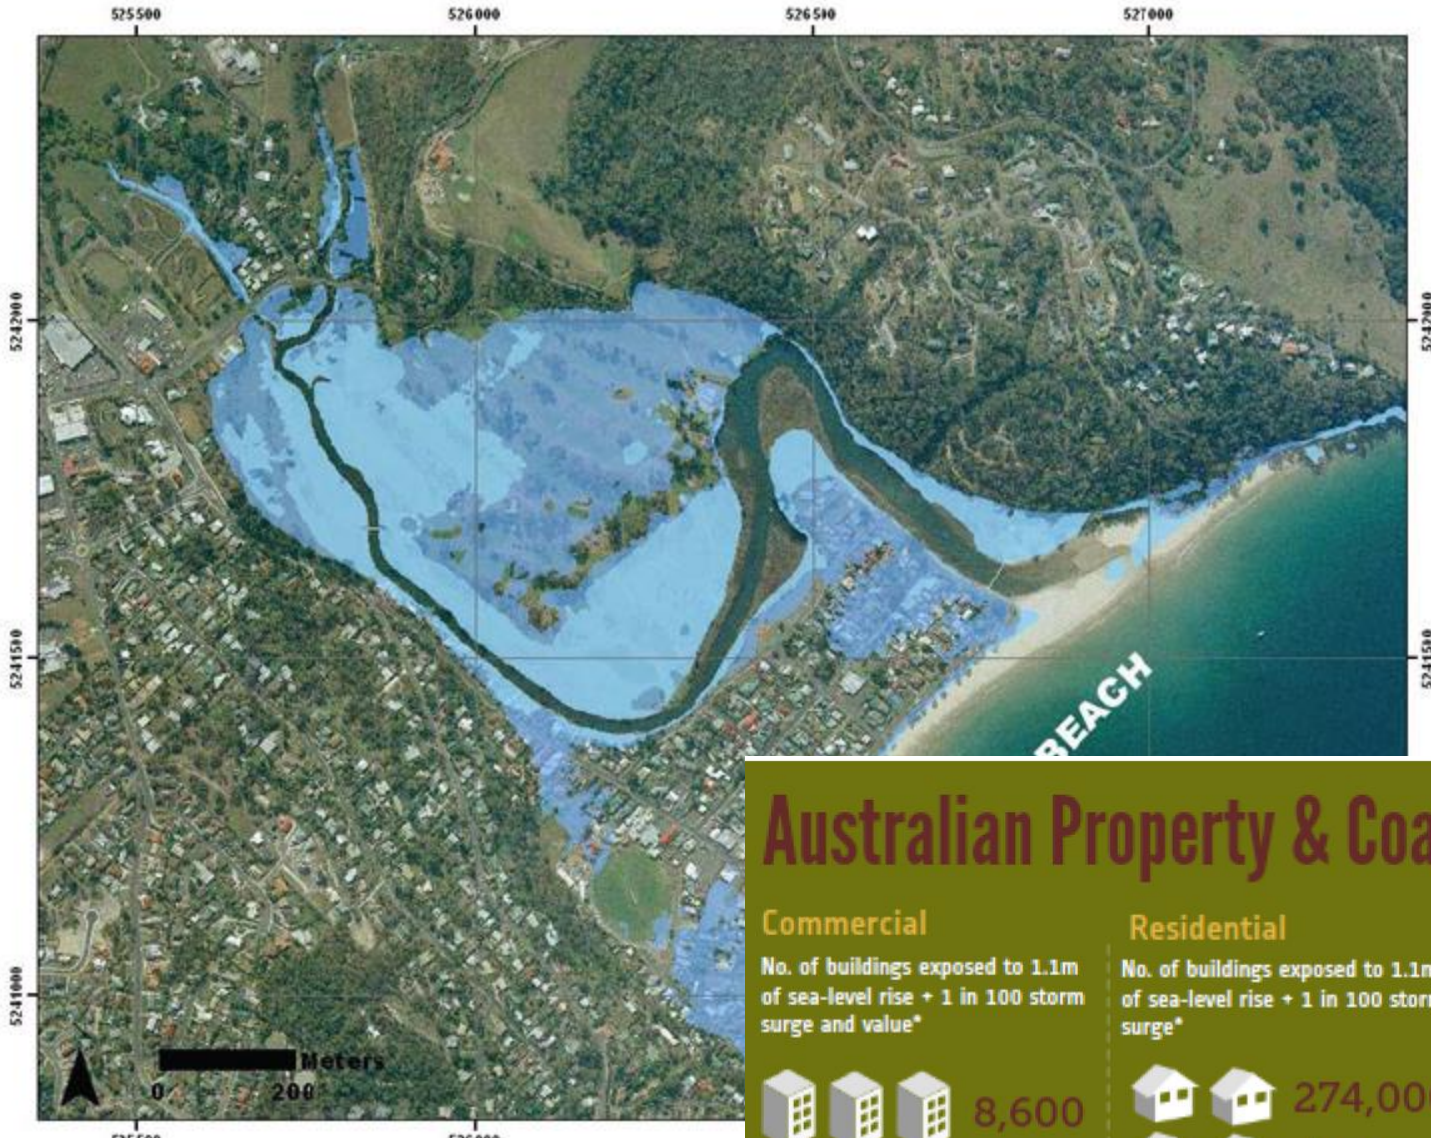 525500 526000 526500 527000
5242000
5241500
5241500
5241000
BEACH
Meters
0 200
Australian Property & Coa
Commercial
No. of buildings exposed to 1.1m
of sea-level rise + 1 in 100 storm
surge and value*
8,600
Residential
No. of buildings exposed to 1.1m
of sea-level rise + 1 in 100 storm
surge*
274,000